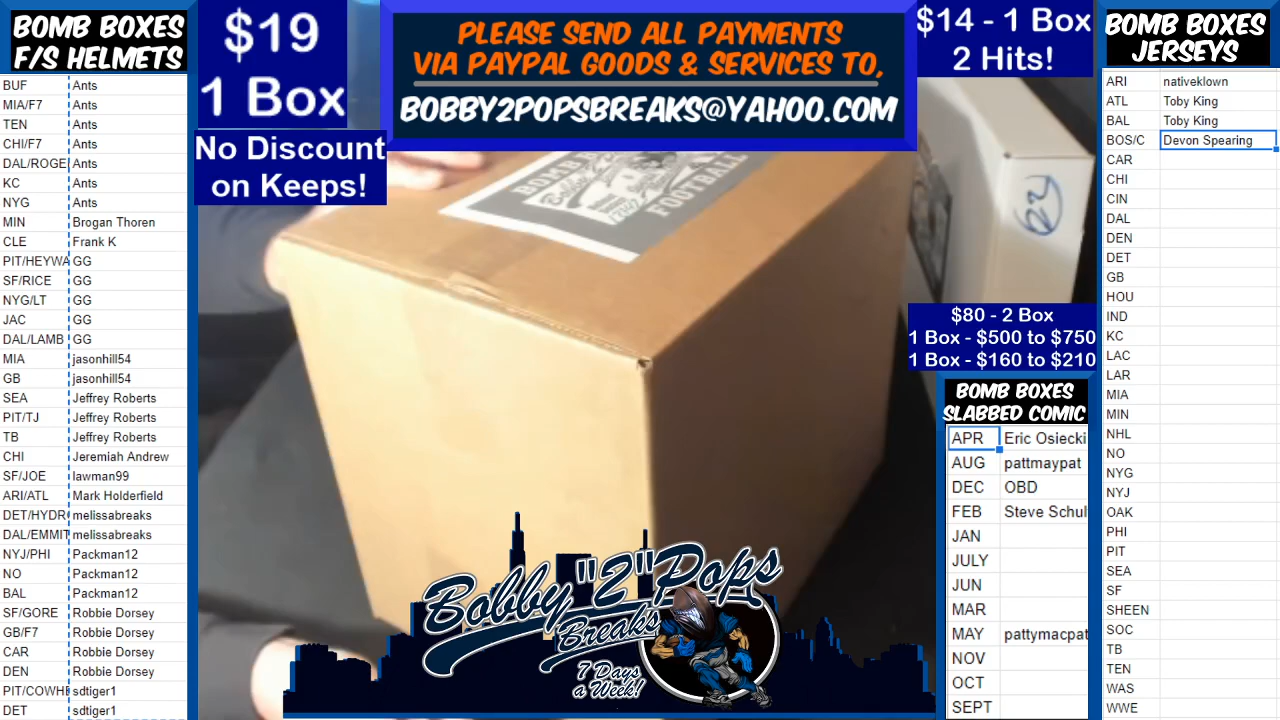 BOMB BOXES
F/S HELMETS
BUF Ants
MIA/F7 Ants
TEN Ants
CHI/F7 Ants
DAL/ROGE Ants
KC Ants
NYG Ants
MIN Brogan Thoren
CLE Frank K
PIT/HEYWA GG
SF/RICE GG
NYG/LT GG
JAC GG
DAL/LAMB GG
MIA jasonhill54
GB jasonhill54
SEA Jeffrey Roberts
PIT/TJ Jeffrey Roberts
TB Jeffrey Roberts
CHI Jeremiah Andrew
SF/JOE lawman99
ARI/ATL Mark Holderfield
DET/HYDR melissabreaks
DAL/EMMIT melissabreaks
NYJ/PHI Packman12
NO Packman12
BAL Packman12
SF/GORE Robbie Dorsey
GB/F7 Robbie Dorsey
CAR Robbie Dorsey
DEN Robbie Dorsey
PIT/COWH sdtiger1
DET sdtiger1
$19
1 Box
No Discount
on Keeps!
PLEASE SEND ALL PAYMENTS
VIA PAYPAL GOODS & SERVICES TO,
BOBBY2POPSBREAKS@YAHOO.COM
BOMB
Bobby
FOOTBALL
23
Bobby "2" Pops
Breaks
7 Days
a Week!
$14 - 1 Box
2 Hits!
$80 - 2 Box
1 Box - $500 to $750
1 Box - $160 to $210
BOMB BOXES
SLABBED COMIC
APR Eric Osiecki
AUG pattmaypat
DEC OBD
FEB Steve Schul
JAN
JULY
JUN
MAR
MAY pattymacpat
NOV
OCT
SEPT
BOMB BOXES
JERSEYS
ARI nativeklown
ATL Toby King
BAL Toby King
BOS/C Devon Spearing
CAR
CHI
CIN
DAL
DEN
DET
GB
HOU
IND
KC
LAC
LAR
MIA
MIN
NHL
NO
NYG
NYJ
OAK
PHI
PIT
SEA
SF
SHEEN
SOC
TB
TEN
WAS
WWE